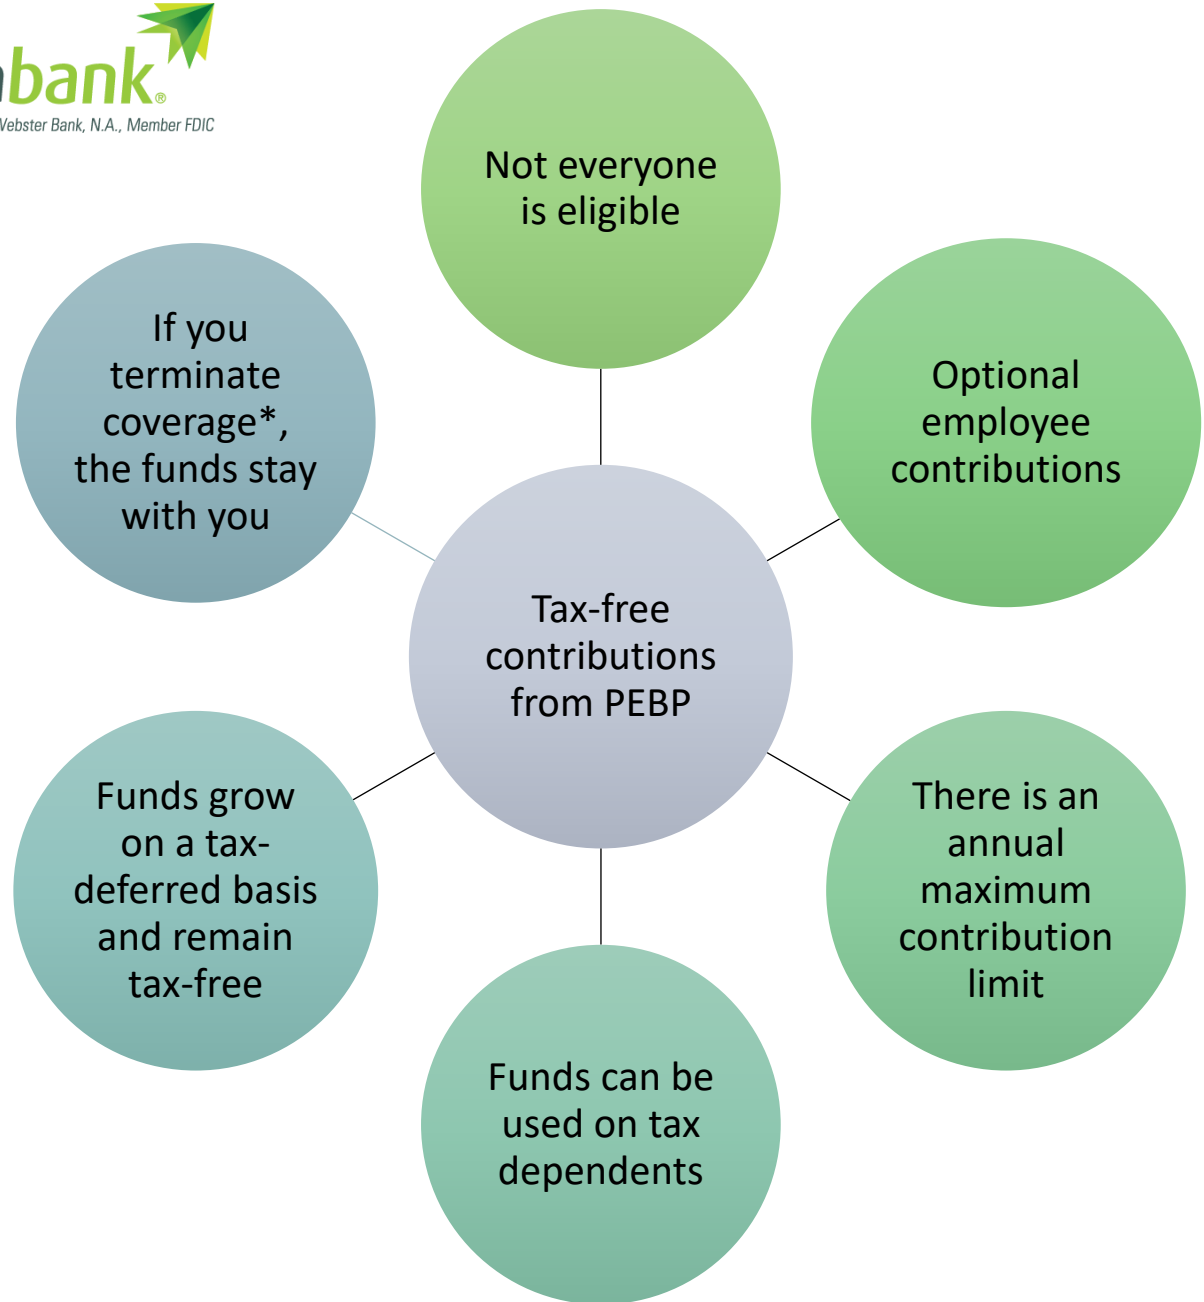 bank®
Webster Bank, N.A., Member FDIC
Not everyone
is eligible
If you
terminate
coverage*,
the funds stay
with you
Optional
employee
contributions
Tax-free
contributions
from PEBP
Funds grow
on a tax-
deferred basis
and remain
tax-free
There is an
annual
maximum
contribution
limit
Funds can be
used on tax
dependents